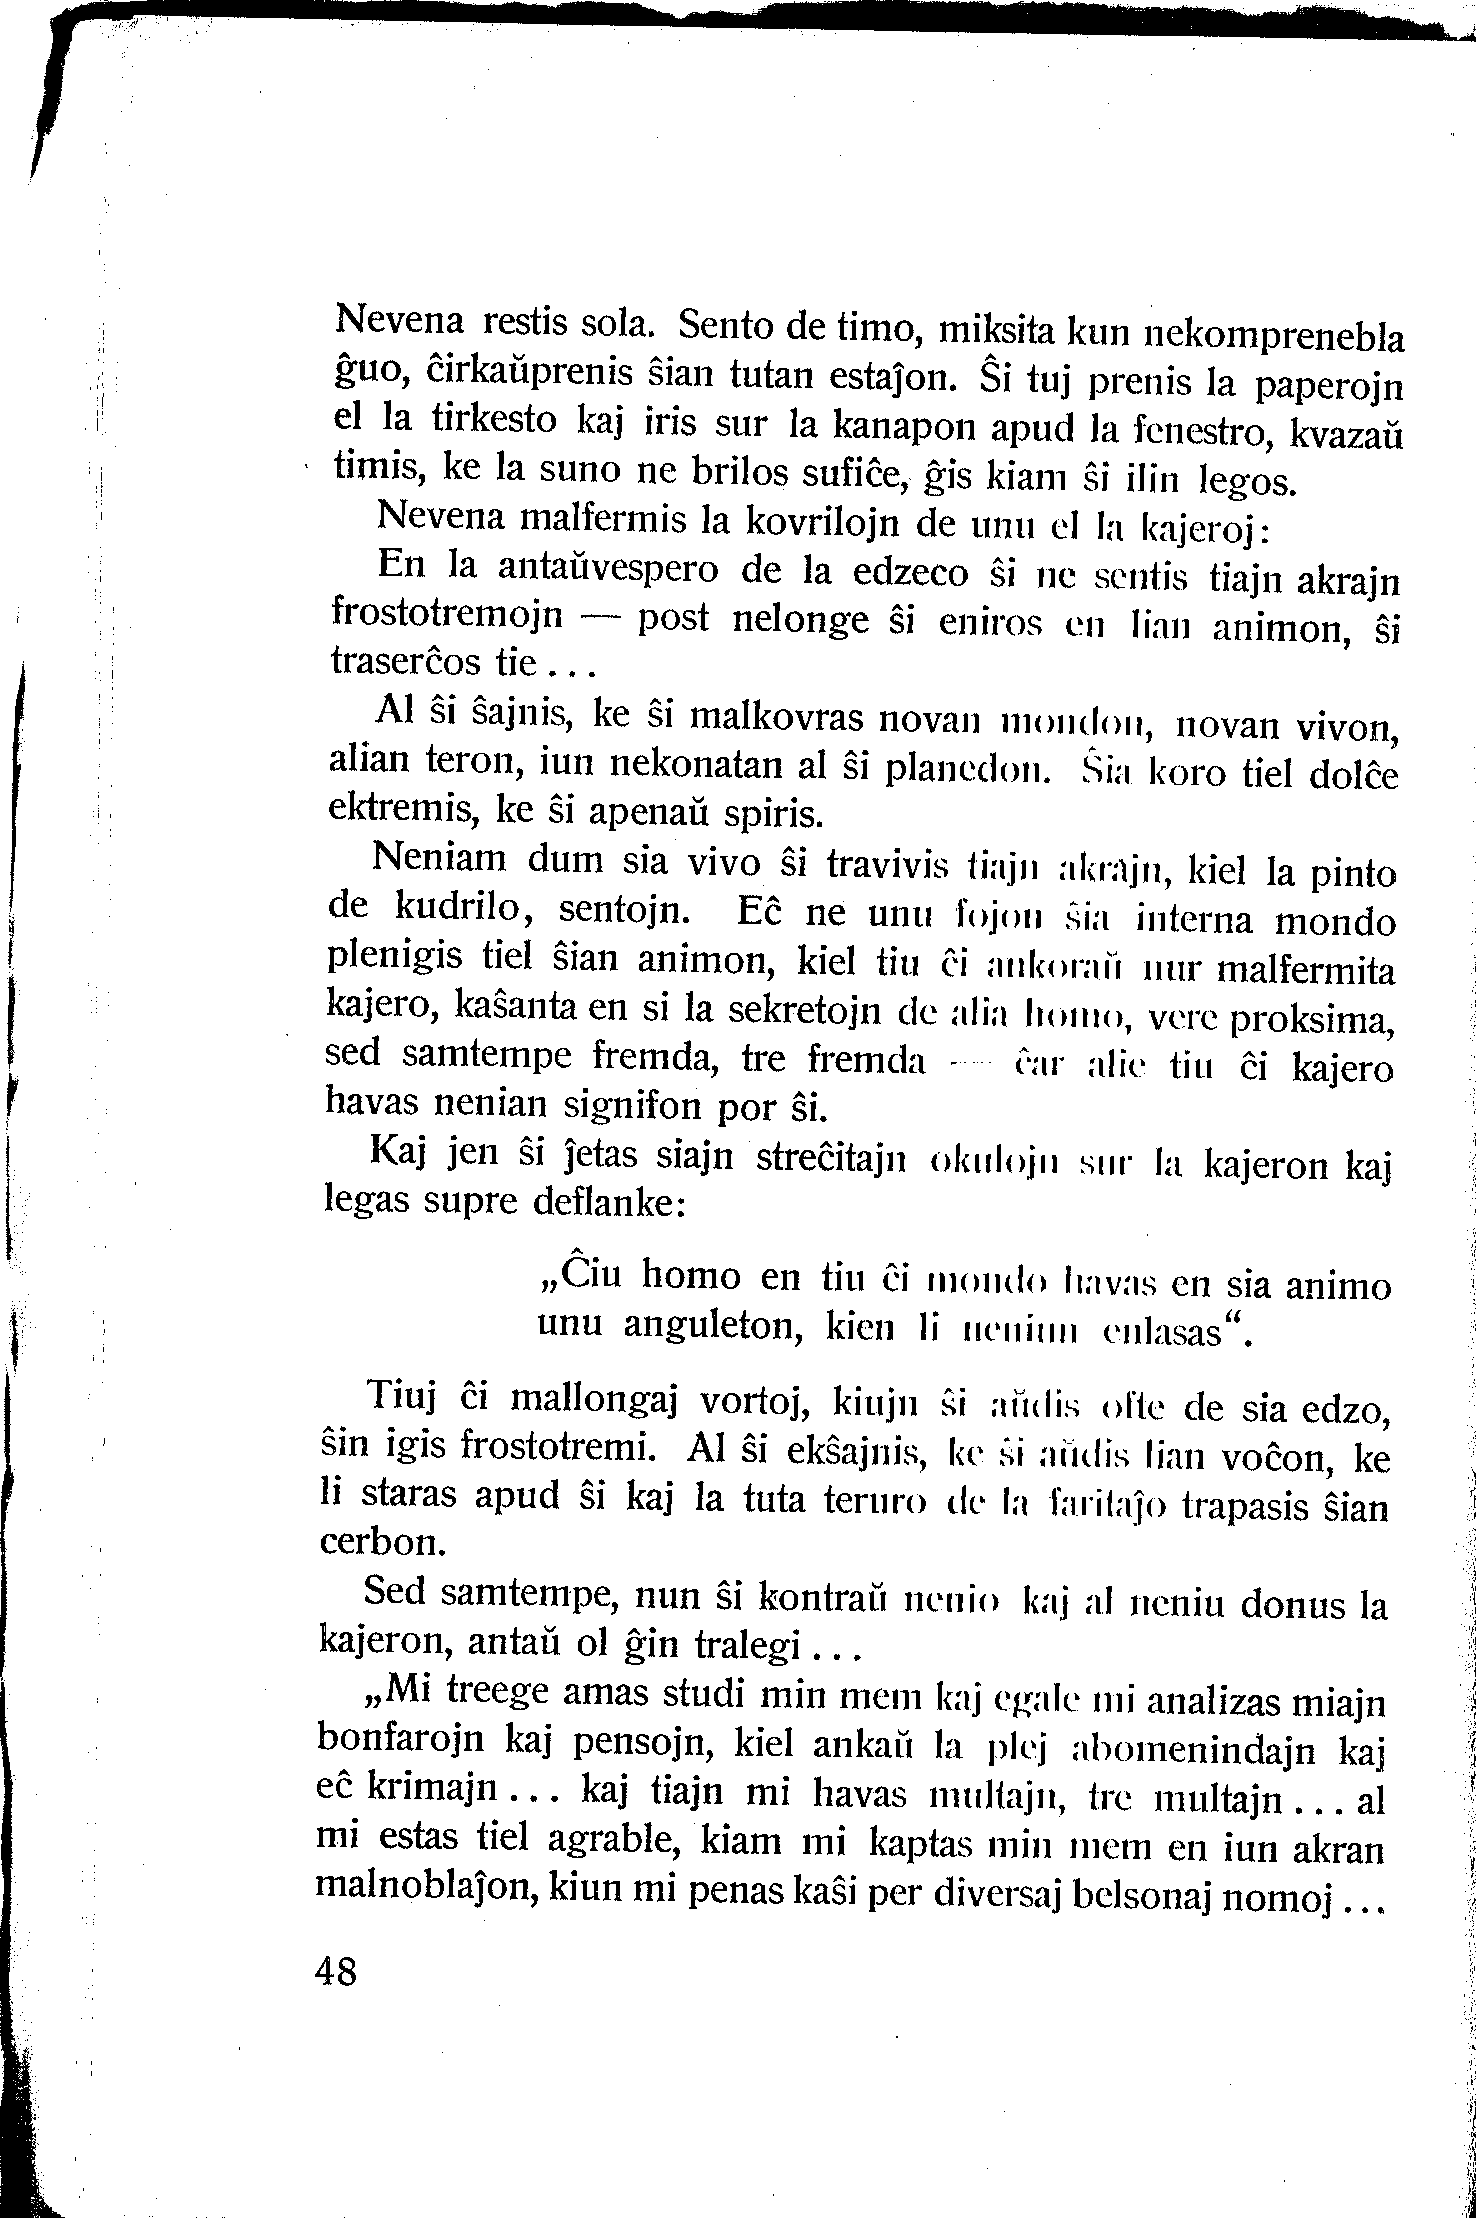 Nevena restis sola. Sento de timo, miksita kun nekomprenebla
ĝuo, ĉirkaŭprenis ŝian tutan estaĵon. Ŝi tuj prenis la paperojn
el la tirkesto kaj iris sur la kanapon apud la fenestro, kvazaŭ
timis, ke la suno ne brilos sufiĉe, ĝis kiam ŝi ilin legos.
Nevena malfermis la kovrilojn de unu el la kajeroj:
En la antaŭvespero de la edzeco ŝi ne sentis tiajn akrajn
frostotremojn — post nelonge ŝi eniros en lian animon, ŝi
traserĉos tie . . .
Al ŝi ŝajnis, ke ŝi malkovras novan mondon, novan vivon,
alian teron, iun nekonatan al ŝi planedon. Ŝia koro tiel dolĉe
ektremis, ke ŝi apenaŭ spiris.
Neniam dum sia vivo ŝi travivis tiajn akrajn, kiel la pinto
de kudrilo, sentojn. Eĉ ne unu fojon ŝia interna mondo
plenigis tiel ŝian animon, kiel tiu ĉi ankoraŭ nur malfermita
kajero, kaŝanta en si la sekretojn de alia homo, vere proksima,
sed samtempe fremda, tre fremda — ĉar alie tiu ĉi kajero
havas nenian signifon por ŝi.
Kaj jen ŝi ĵetas siajn streĉitajn okulojn sur la kajeron kaj
legas supre deflanke:
„Ĉiu homo en tiu ĉi mondo havas en sia animo
unu anguleton, kien li neniun enlasas“.
Tiuj ĉi mallongaj vortoj, kiujn ŝi aŭdis ofte de sia edzo,
ŝin igis frostotremi. Al ŝi ekŝajnis, ke ŝi aŭdis lian voĉon, ke
li staras apud ŝi kaj la tuta teruro de la faritaĵo trapasis ŝian
cerbon.
Sed samtempe, nun ŝi kontraŭ nenio kaj al neniu donus la
kajeron, antaŭ ol ĝin tralegi . . .
„Mi treege amas studi min mem kaj egale mi analizas miajn
bonfarojn kaj pensojn, kiel ankaŭ la plej abomenindajn kaj
eĉ krimajn . . . kaj tiajn mi havas multajn, tre multajn . . . al
mi estas tiel agrable, kiam mi kaptas min mem en iun akran
malnoblaĵon, kiun mi penas kaŝi per diversaj belsonaj nomoj . . .
48